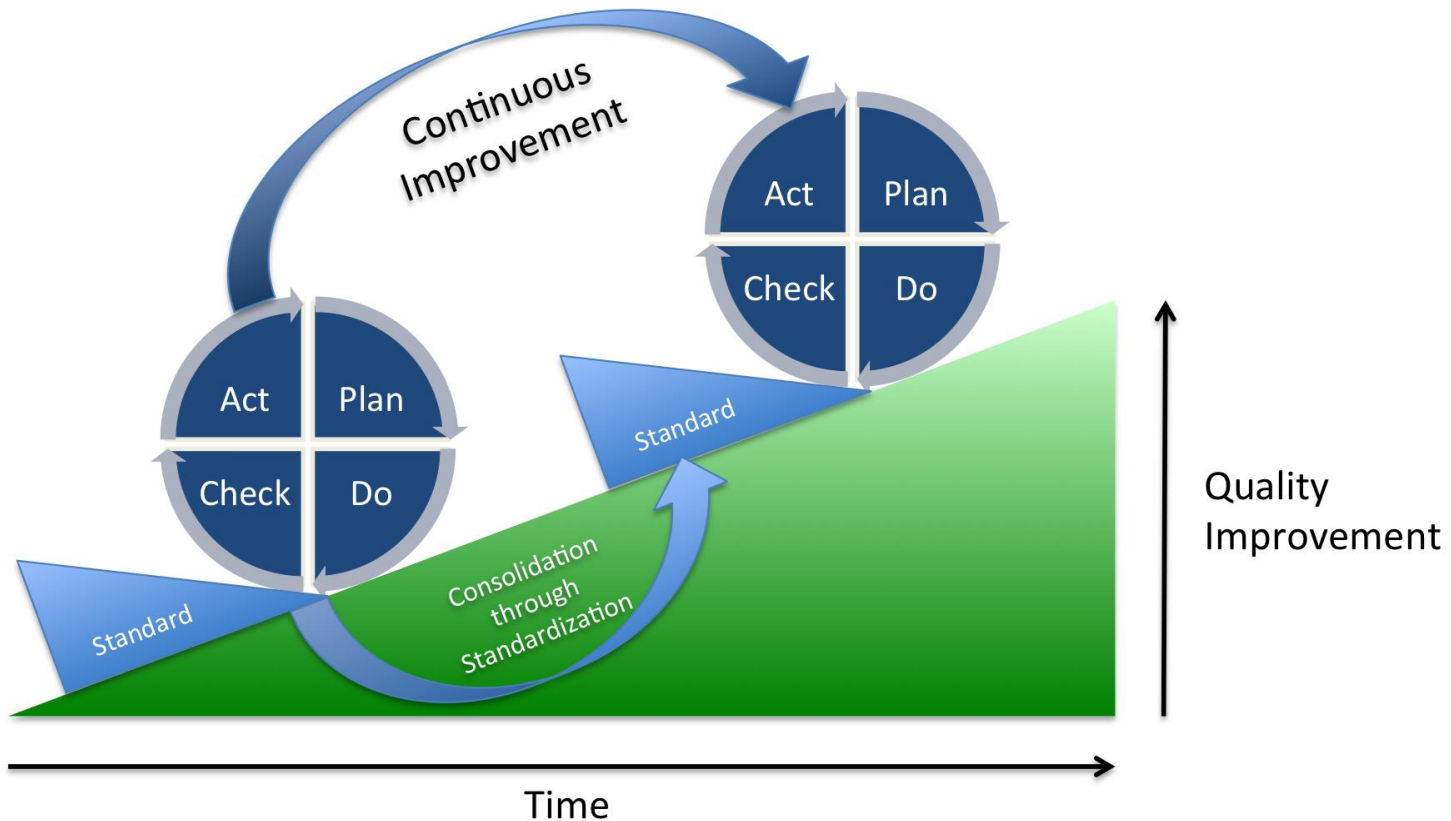 Continuous
Improvement
Act
Plan
Check
Do
Act
Plan
Check
Do
Standard
Standard
Consolidation
through
Standardization
Quality
Improvement
Time